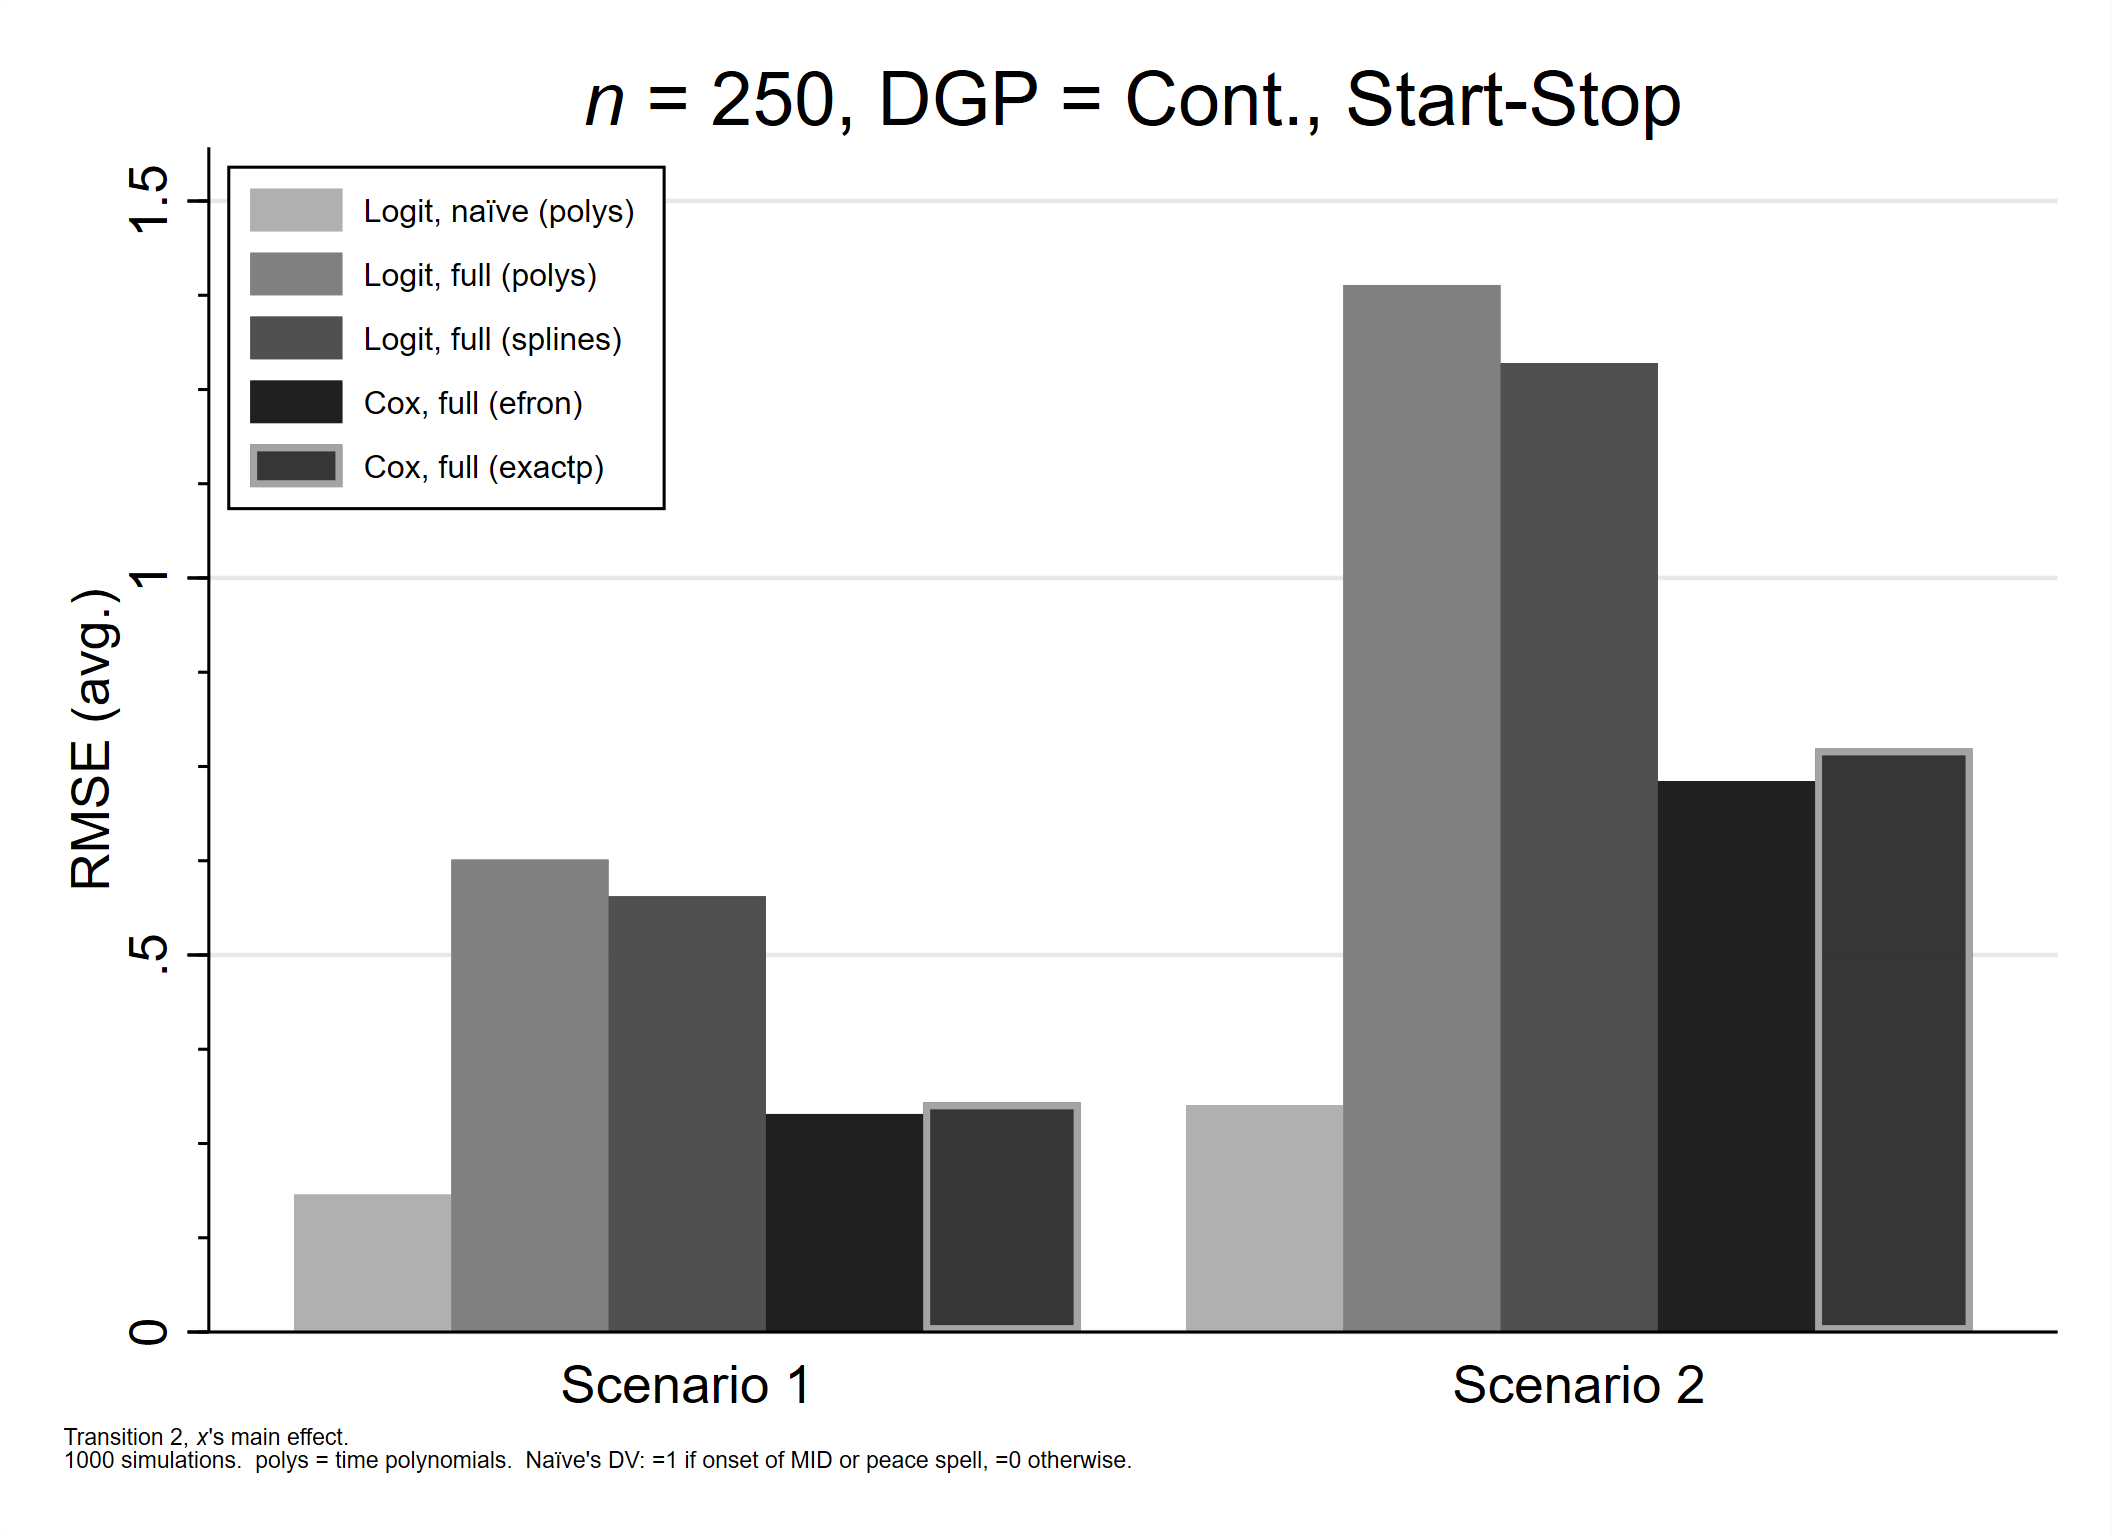 n = 250, DGP = Cont., Start-Stop
Logit, naïve (polys)
Logit, full (polys)
Logit, full (splines)
Cox, full (efron)
Cox, full (exactp)
RMSE (avg.)
1.5
1
.5
0
Scenario 1
Scenario 2
Transition 2, x's main effect.
1000 simulations.  polys = time polynomials.  Naïve's DV: =1 if onset of MID or peace spell, =0 otherwise.